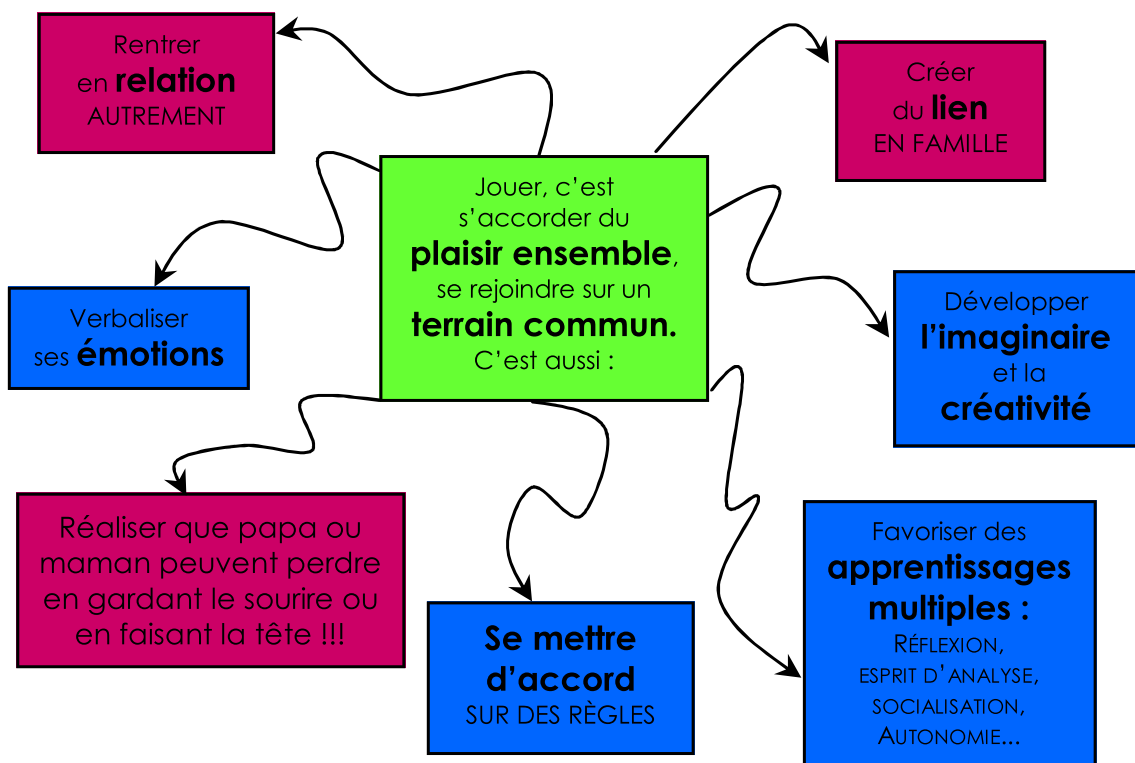 Rentrer
en relation
AUTREMENT
Créer
du lien
EN FAMILLE
Jouer, c'est
s'accorder du
plaisir ensemble,
se rejoindre sur un
terrain commun.
C'est aussi :
Verbaliser
ses émotions
Développer
l'imaginaire
et la
créativité
Réaliser que papa ou
maman peuvent perdre
en gardant le sourire ou
en faisant la tête !!!
Se mettre
d'accord
SUR DES RÈGLES
Favoriser des
apprentissages
multiples :
RÉFLEXION,
ESPRIT D'ANALYSE,
SOCIALISATION,
AUTONOMIE...